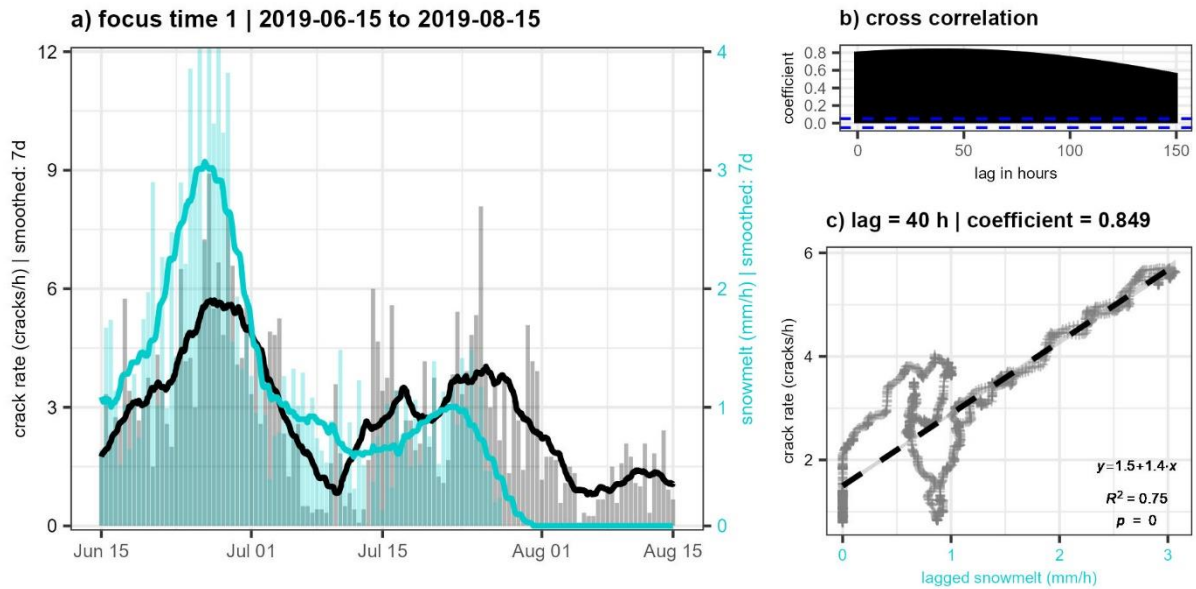 a) focus time 1 | 2019-06-15 to 2019-08-15
crack rate (cracks/h) | smoothed: 7d
12
9
6
3
0
4
3
2
1
0
snowmelt (mm/h) | smoothed: 7d
Jun 15
Jul 01
Jul 15
Aug 01
Aug 15
b) cross correlation
coefficient
0.8
0.6
0.4
0.2
0.0
0
50
100
150
lag in hours
c) lag = 40 h | coefficient = 0.849
crack rate (cracks/h)
6
4
2
y=1.5+1.4·x
R² = 0.75
p = 0
0
1
2
3
lagged snowmelt (mm/h)